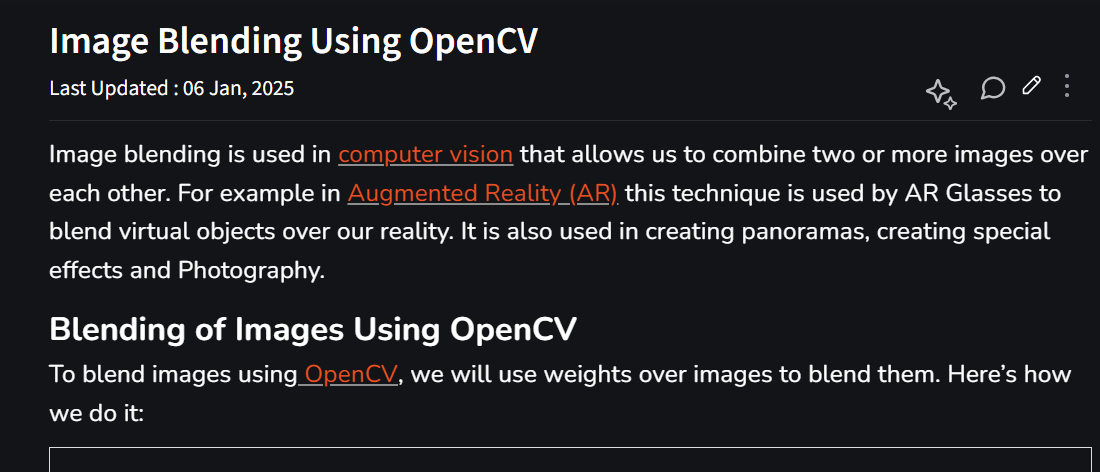 Image Blending Using OpenCV
Last Updated : 06 Jan, 2025
Image blending is used in computer vision that allows us to combine two or more images over
each other. For example in Augmented Reality (AR) this technique is used by AR Glasses to
blend virtual objects over our reality. It is also used in creating panoramas, creating special
effects and Photography.
Blending of Images Using OpenCV
To blend images using OpenCV, we will use weights over images to blend them. Here’s how
we do it: